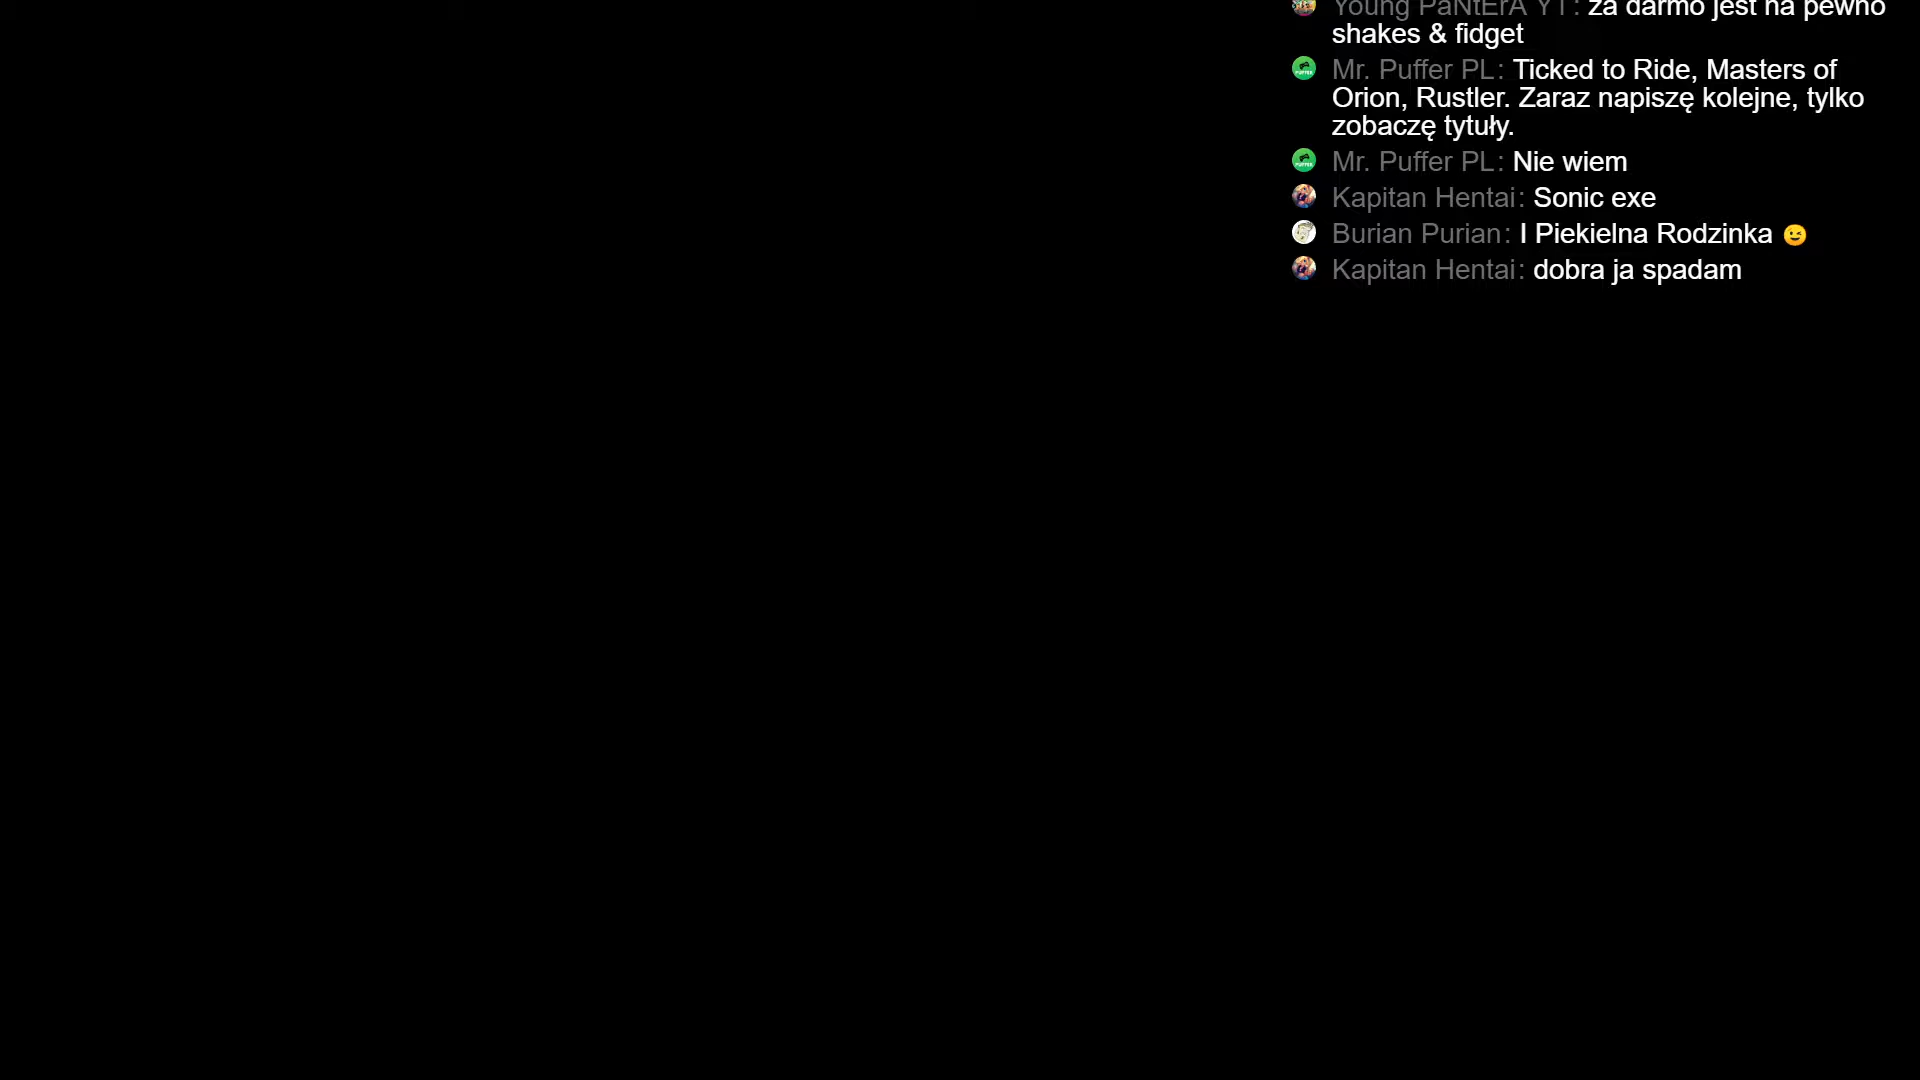 Young PaNtErA YT: za darmo jest na pewno
shakes & fidget
Mr. Puffer PL: Ticked to Ride, Masters of
Orion, Rustler. Zaraz napiszę kolejne, tylko
zobaczę tytuły.
Mr. Puffer PL: Nie wiem
Kapitan Hentai: Sonic exe
Burian Purian: I Piekielna Rodzinka 😉
Kapitan Hentai: dobra ja spadam